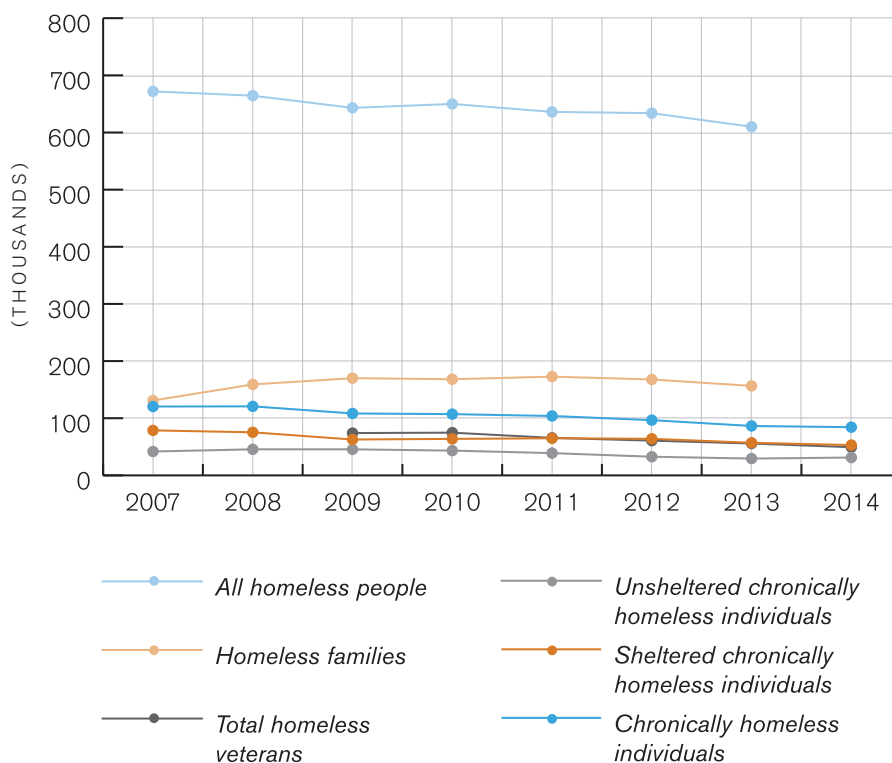 800
700
600
500
400
300
200
100
0
(THOUSANDS)
2007 2008 2009 2010 2011 2012 2013 2014
All homeless people
Homeless families
Total homeless
veterans
Unsheltered chronically
homeless individuals
Sheltered chronically
homeless individuals
Chronically homeless
individuals